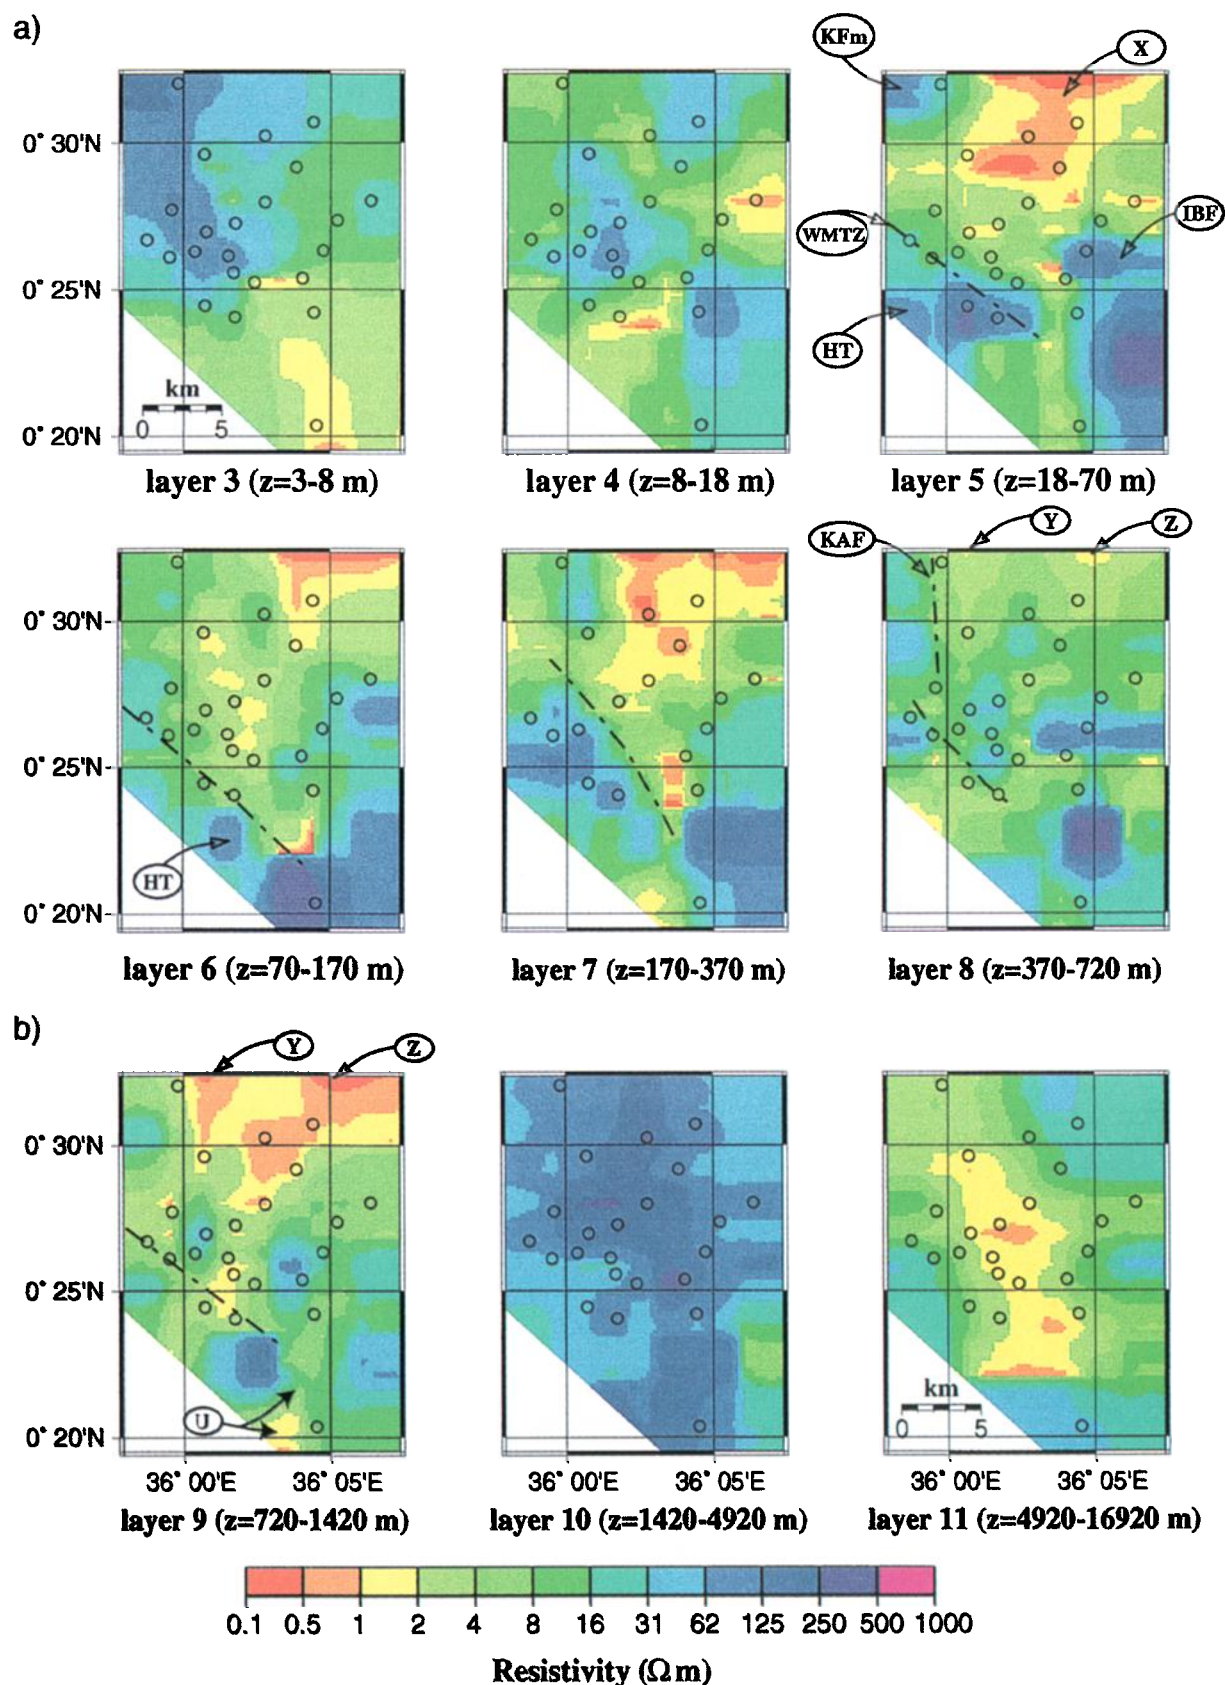 a)
KFm
X
0° 30'N
WMTZ
IBF
0° 25'N
HT
km
0 5
0° 20'N
layer 3 (z=3-8 m) layer 4 (z=8-18 m) layer 5 (z=18-70 m)
KAF
Y
Z
0° 30'N
0° 25'N
HT
0° 20'N
layer 6 (z=70-170 m) layer 7 (z=170-370 m) layer 8 (z=370-720 m)
b)
Y
Z
0° 30'N
0° 25'N
km
U
0 5
0° 20'N
36° 00'E 36° 05'E 36° 00'E 36° 05'E 36° 00'E 36° 05'E
layer 9 (z=720-1420 m) layer 10 (z=1420-4920 m) layer 11 (z=4920-16920 m)
0.1 0.5 1 2 4 8 16 31 62 125 250 500 1000
Resistivity (Ω m)